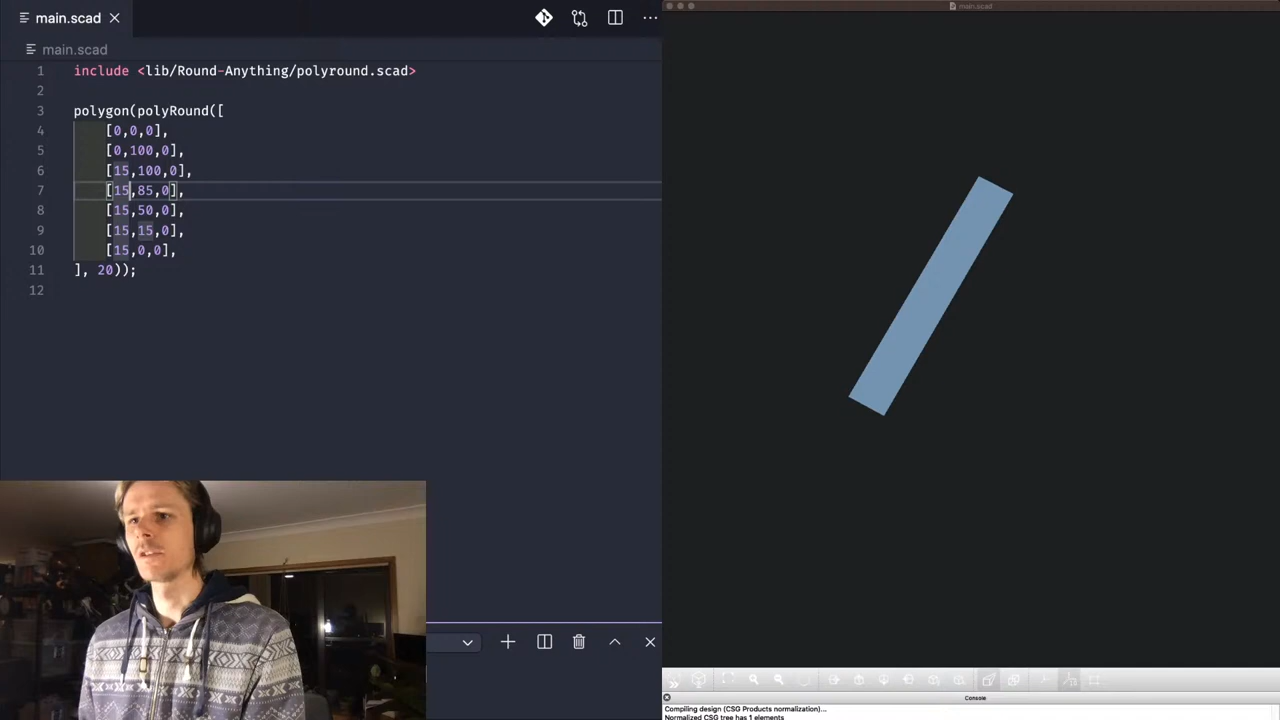 main.scad
main.scad
main.scad
1 include <lib/Round-Anything/polyround.scad>
2
3 polygon(polyRound([
4 [0,0,0],
5 [0,100,0],
6 [15,100,0],
7 [15,85,0],
8 [15,50,0],
9 [15,15,0],
10 [15,0,0],
11 ], 20));
12
Console
Compiling design (CSG Products normalization)...
Normalized CSG tree has 1 elements